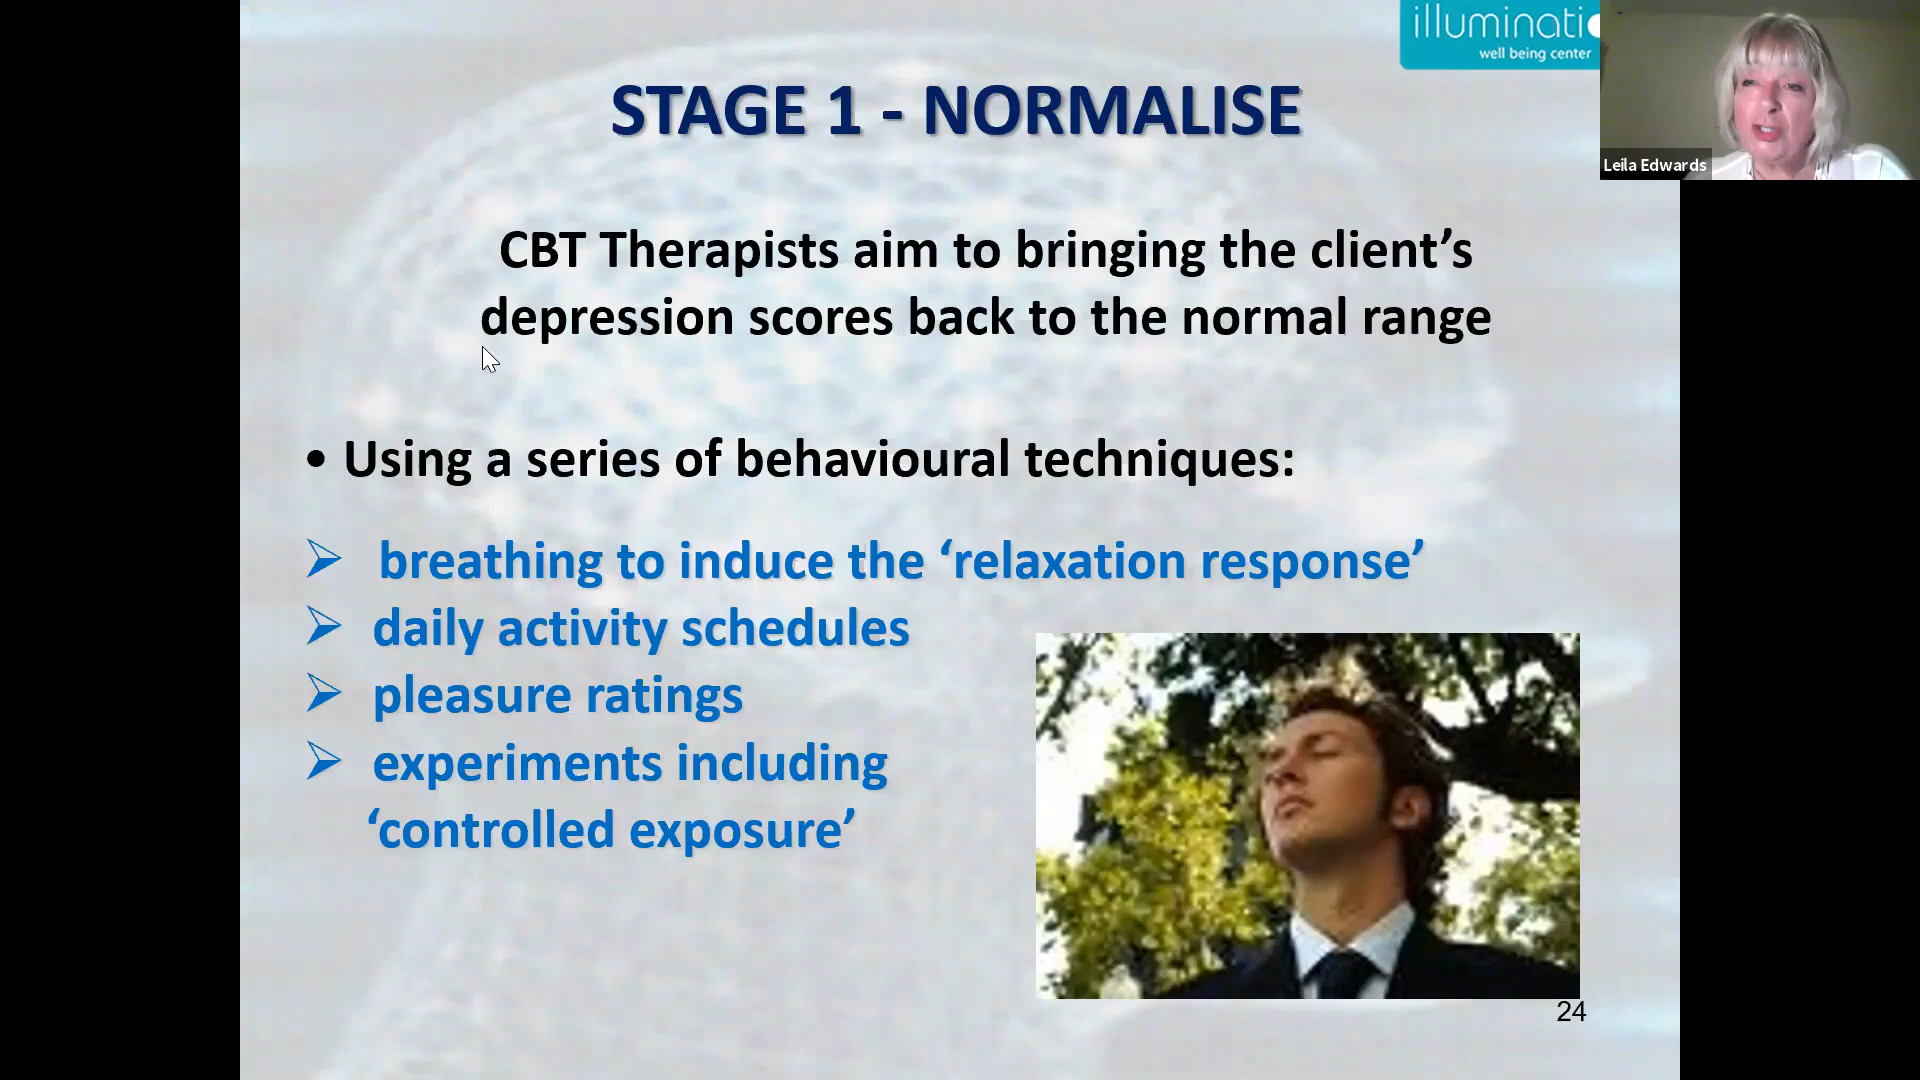 illuminati
well being center
STAGE 1 - NORMALISE
Leila Edwards
CBT Therapists aim to bringing the client’s
depression scores back to the normal range
• Using a series of behavioural techniques:
➢ breathing to induce the ‘relaxation response’
➢ daily activity schedules
➢ pleasure ratings
➢ experiments including
‘controlled exposure’
24